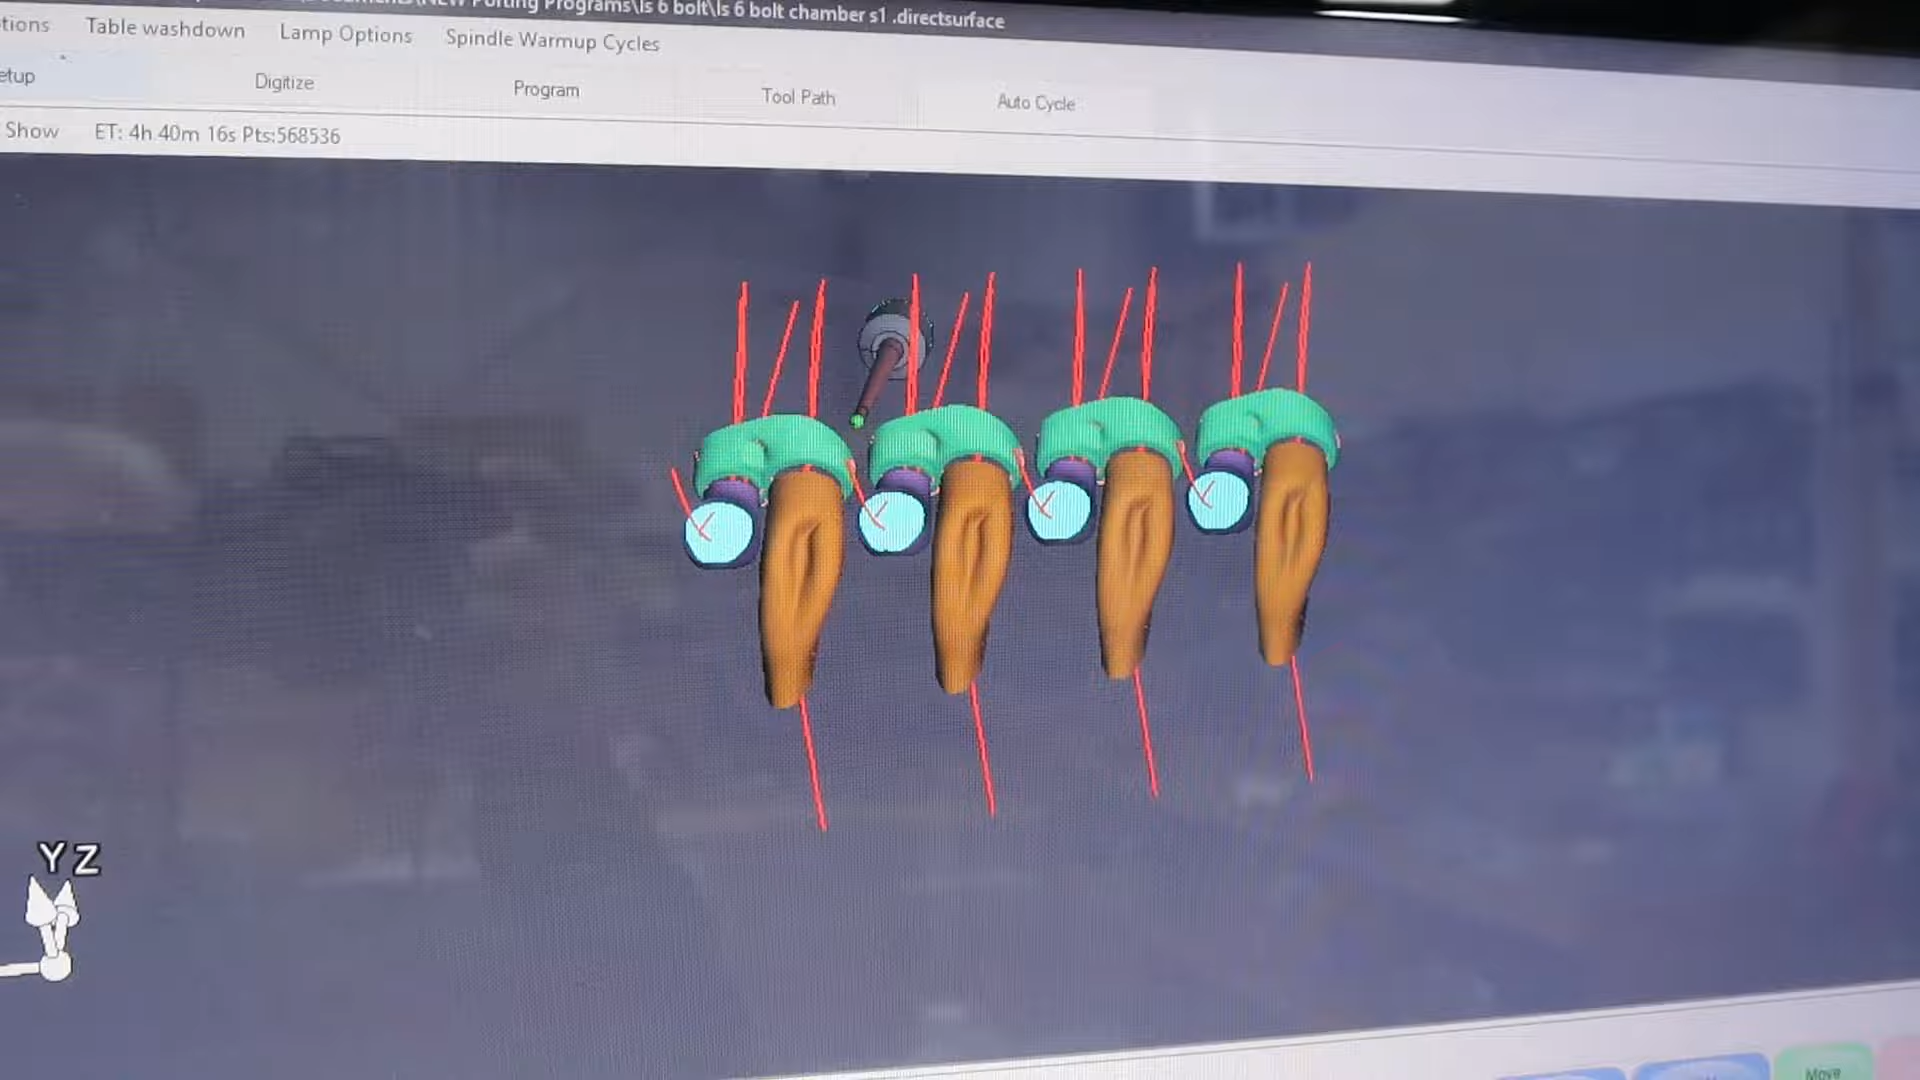 Porting Programs\ls 6 bolt\ls 6 bolt chamber s1 .directsurface
tions Table washdown Lamp Options Spindle Warmup Cycles
etup Digitize Program Tool Path Auto Cycle
Show ET: 4h 40m 16s Pts:568536
Y Z
Move